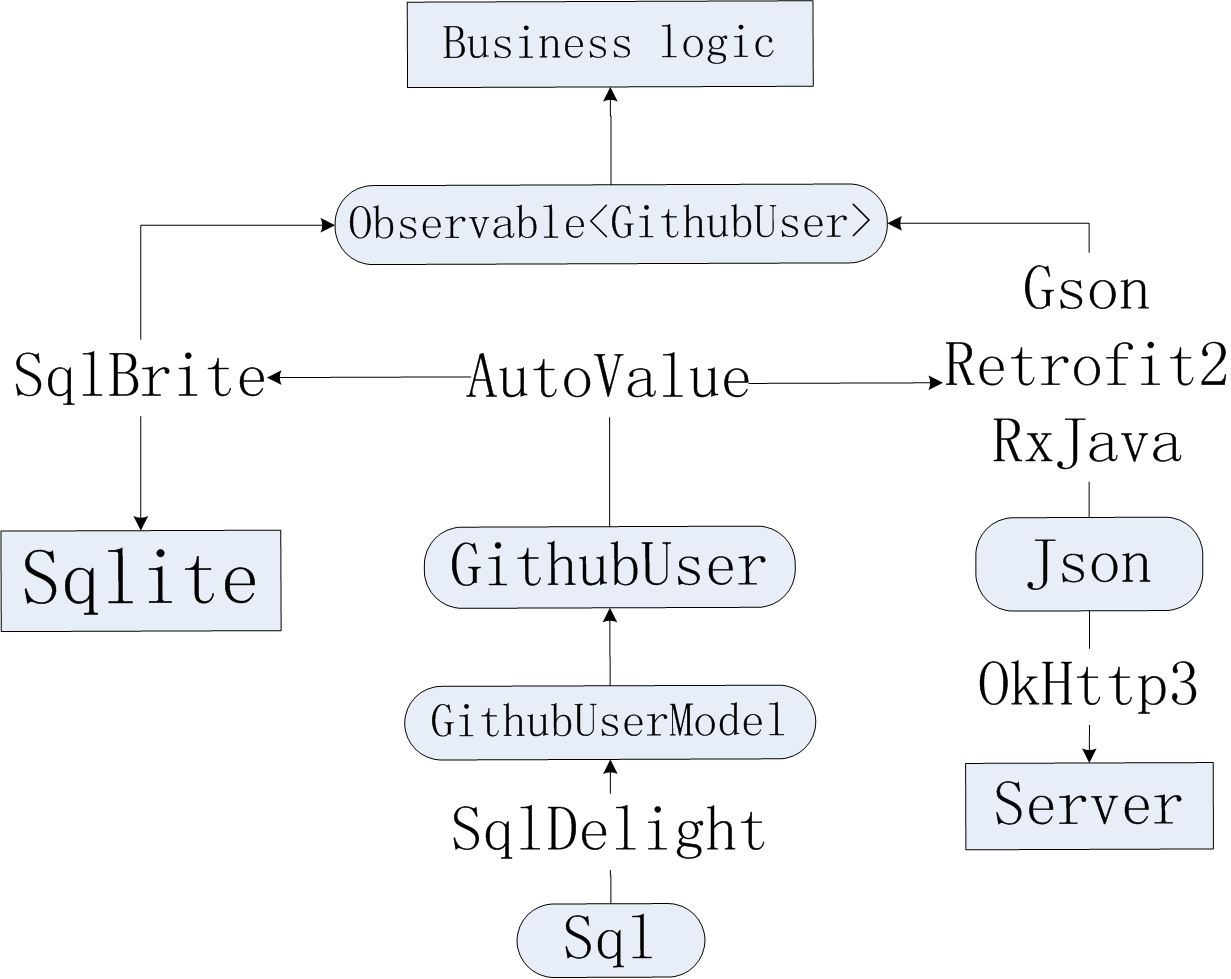 Business logic
Observable<GithubUser>
Gson
SqlBrite
AutoValue
Retrofit2
RxJava
Sqlite
GithubUser
Json
OkHttp3
GithubUserModel
Server
SqlDelight
Sql